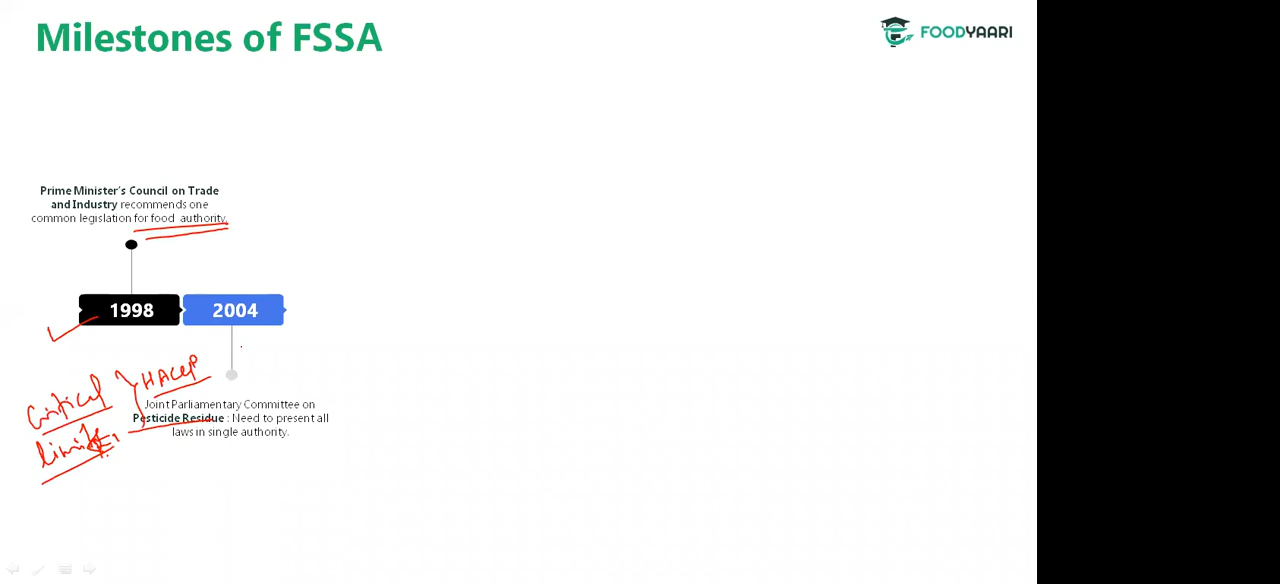 Milestones of FSSA
FOODYAARI
Prime Minister's Council on Trade
and Industry recommends one
common legislation for food authority.
1998
2004
HACCP
Critical
limits
Joint Parliamentary Committee on
Pesticide Residue : Need to present all
laws in single authority.